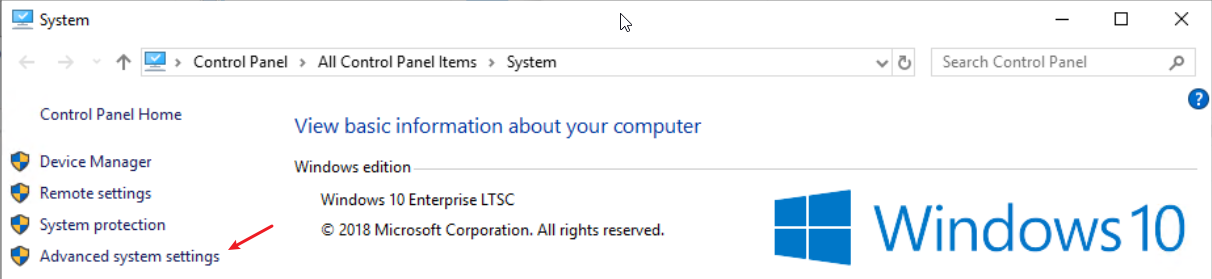 System
Control Panel > All Control Panel Items > System
Search Control Panel
?
Control Panel Home
Device Manager
Remote settings
System protection
Advanced system settings
View basic information about your computer
Windows edition
Windows 10 Enterprise LTSC
© 2018 Microsoft Corporation. All rights reserved.
Windows 10